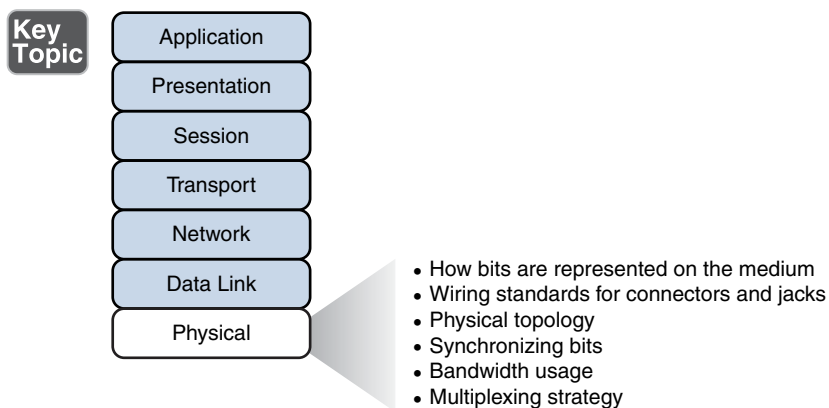 Key
Topic
Application
Presentation
Session
Transport
Network
Data Link
Physical
• How bits are represented on the medium
• Wiring standards for connectors and jacks
• Physical topology
• Synchronizing bits
• Bandwidth usage
• Multiplexing strategy